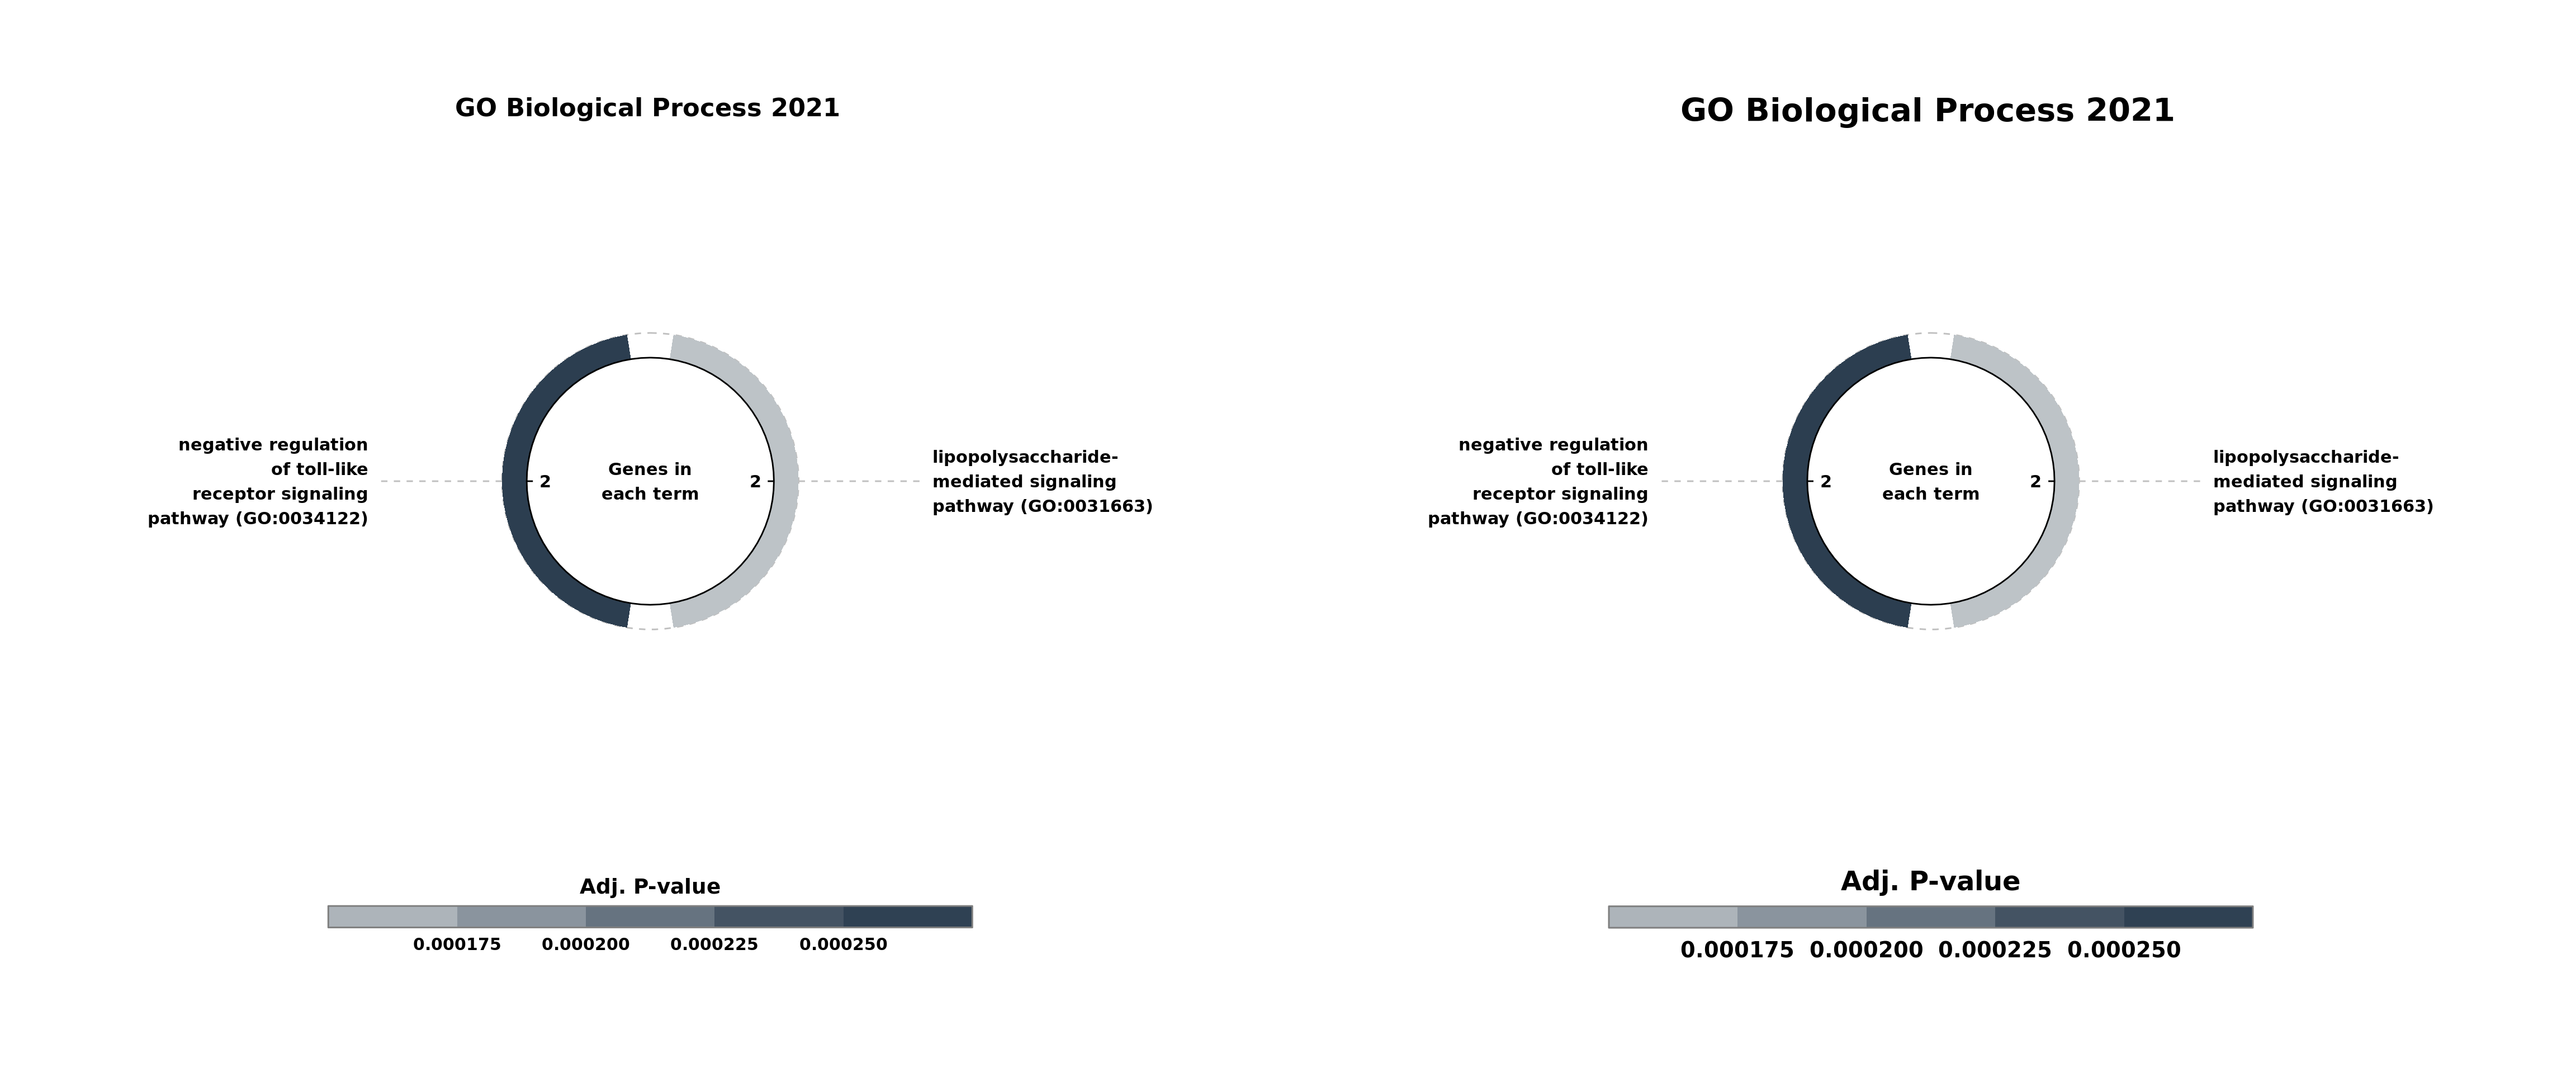 GO Biological Process 2021
negative regulation
of toll-like
receptor signaling
pathway (GO:0034122)
2
Genes in
each term
2
lipopolysaccharide-
mediated signaling
pathway (GO:0031663)
Adj. P-value
0.000175 0.000200 0.000225 0.000250
GO Biological Process 2021
negative regulation
of toll-like
receptor signaling
pathway (GO:0034122)
2
Genes in
each term
2
lipopolysaccharide-
mediated signaling
pathway (GO:0031663)
Adj. P-value
0.000175 0.000200 0.000225 0.000250